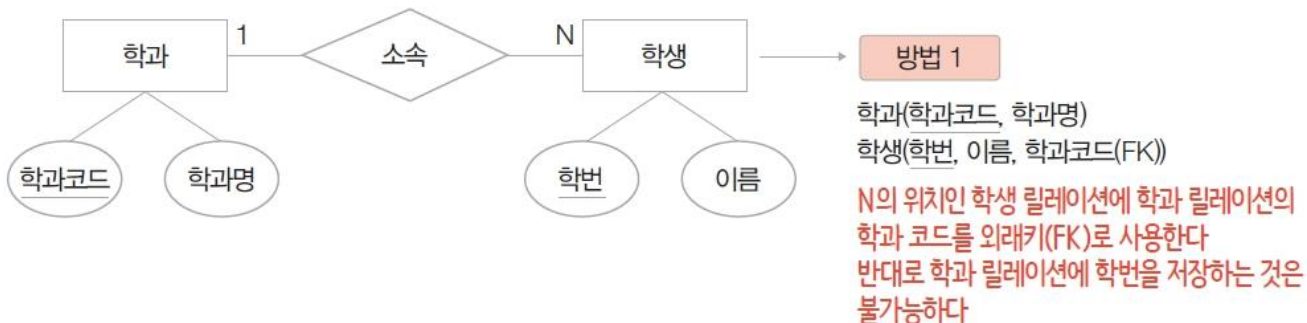 학과
1
소속
N
학생
방법 1
학과코드
학과명
학번
이름
학과(학과코드, 학과명)
학생(학번, 이름, 학과코드(FK))
N의 위치인 학생 릴레이션에 학과 릴레이션의
학과 코드를 외래키(FK)로 사용한다
반대로 학과 릴레이션에 학번을 저장하는 것은
불가능하다